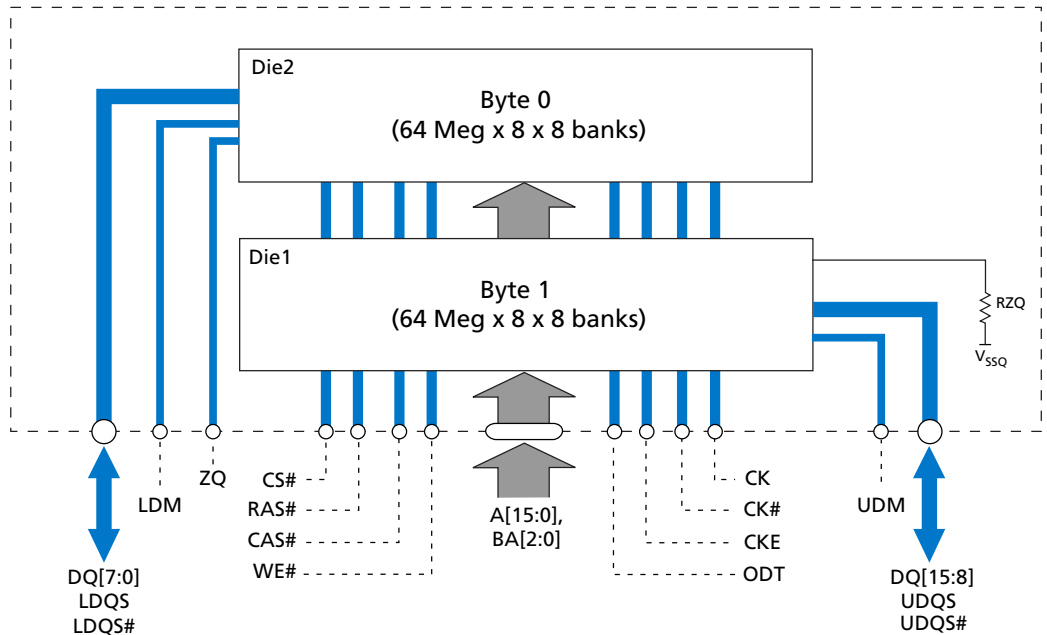 Die2
Byte 0
(64 Meg x 8 x 8 banks)
Die1
Byte 1
(64 Meg x 8 x 8 banks)
RZQ
VSSQ
ZQ
LDM
CS#
RAS#
CAS#
WE#
A[15:0],
BA[2:0]
CK
CK#
CKE
ODT
UDM
DQ[7:0]
LDQS
LDQS#
DQ[15:8]
UDQS
UDQS#